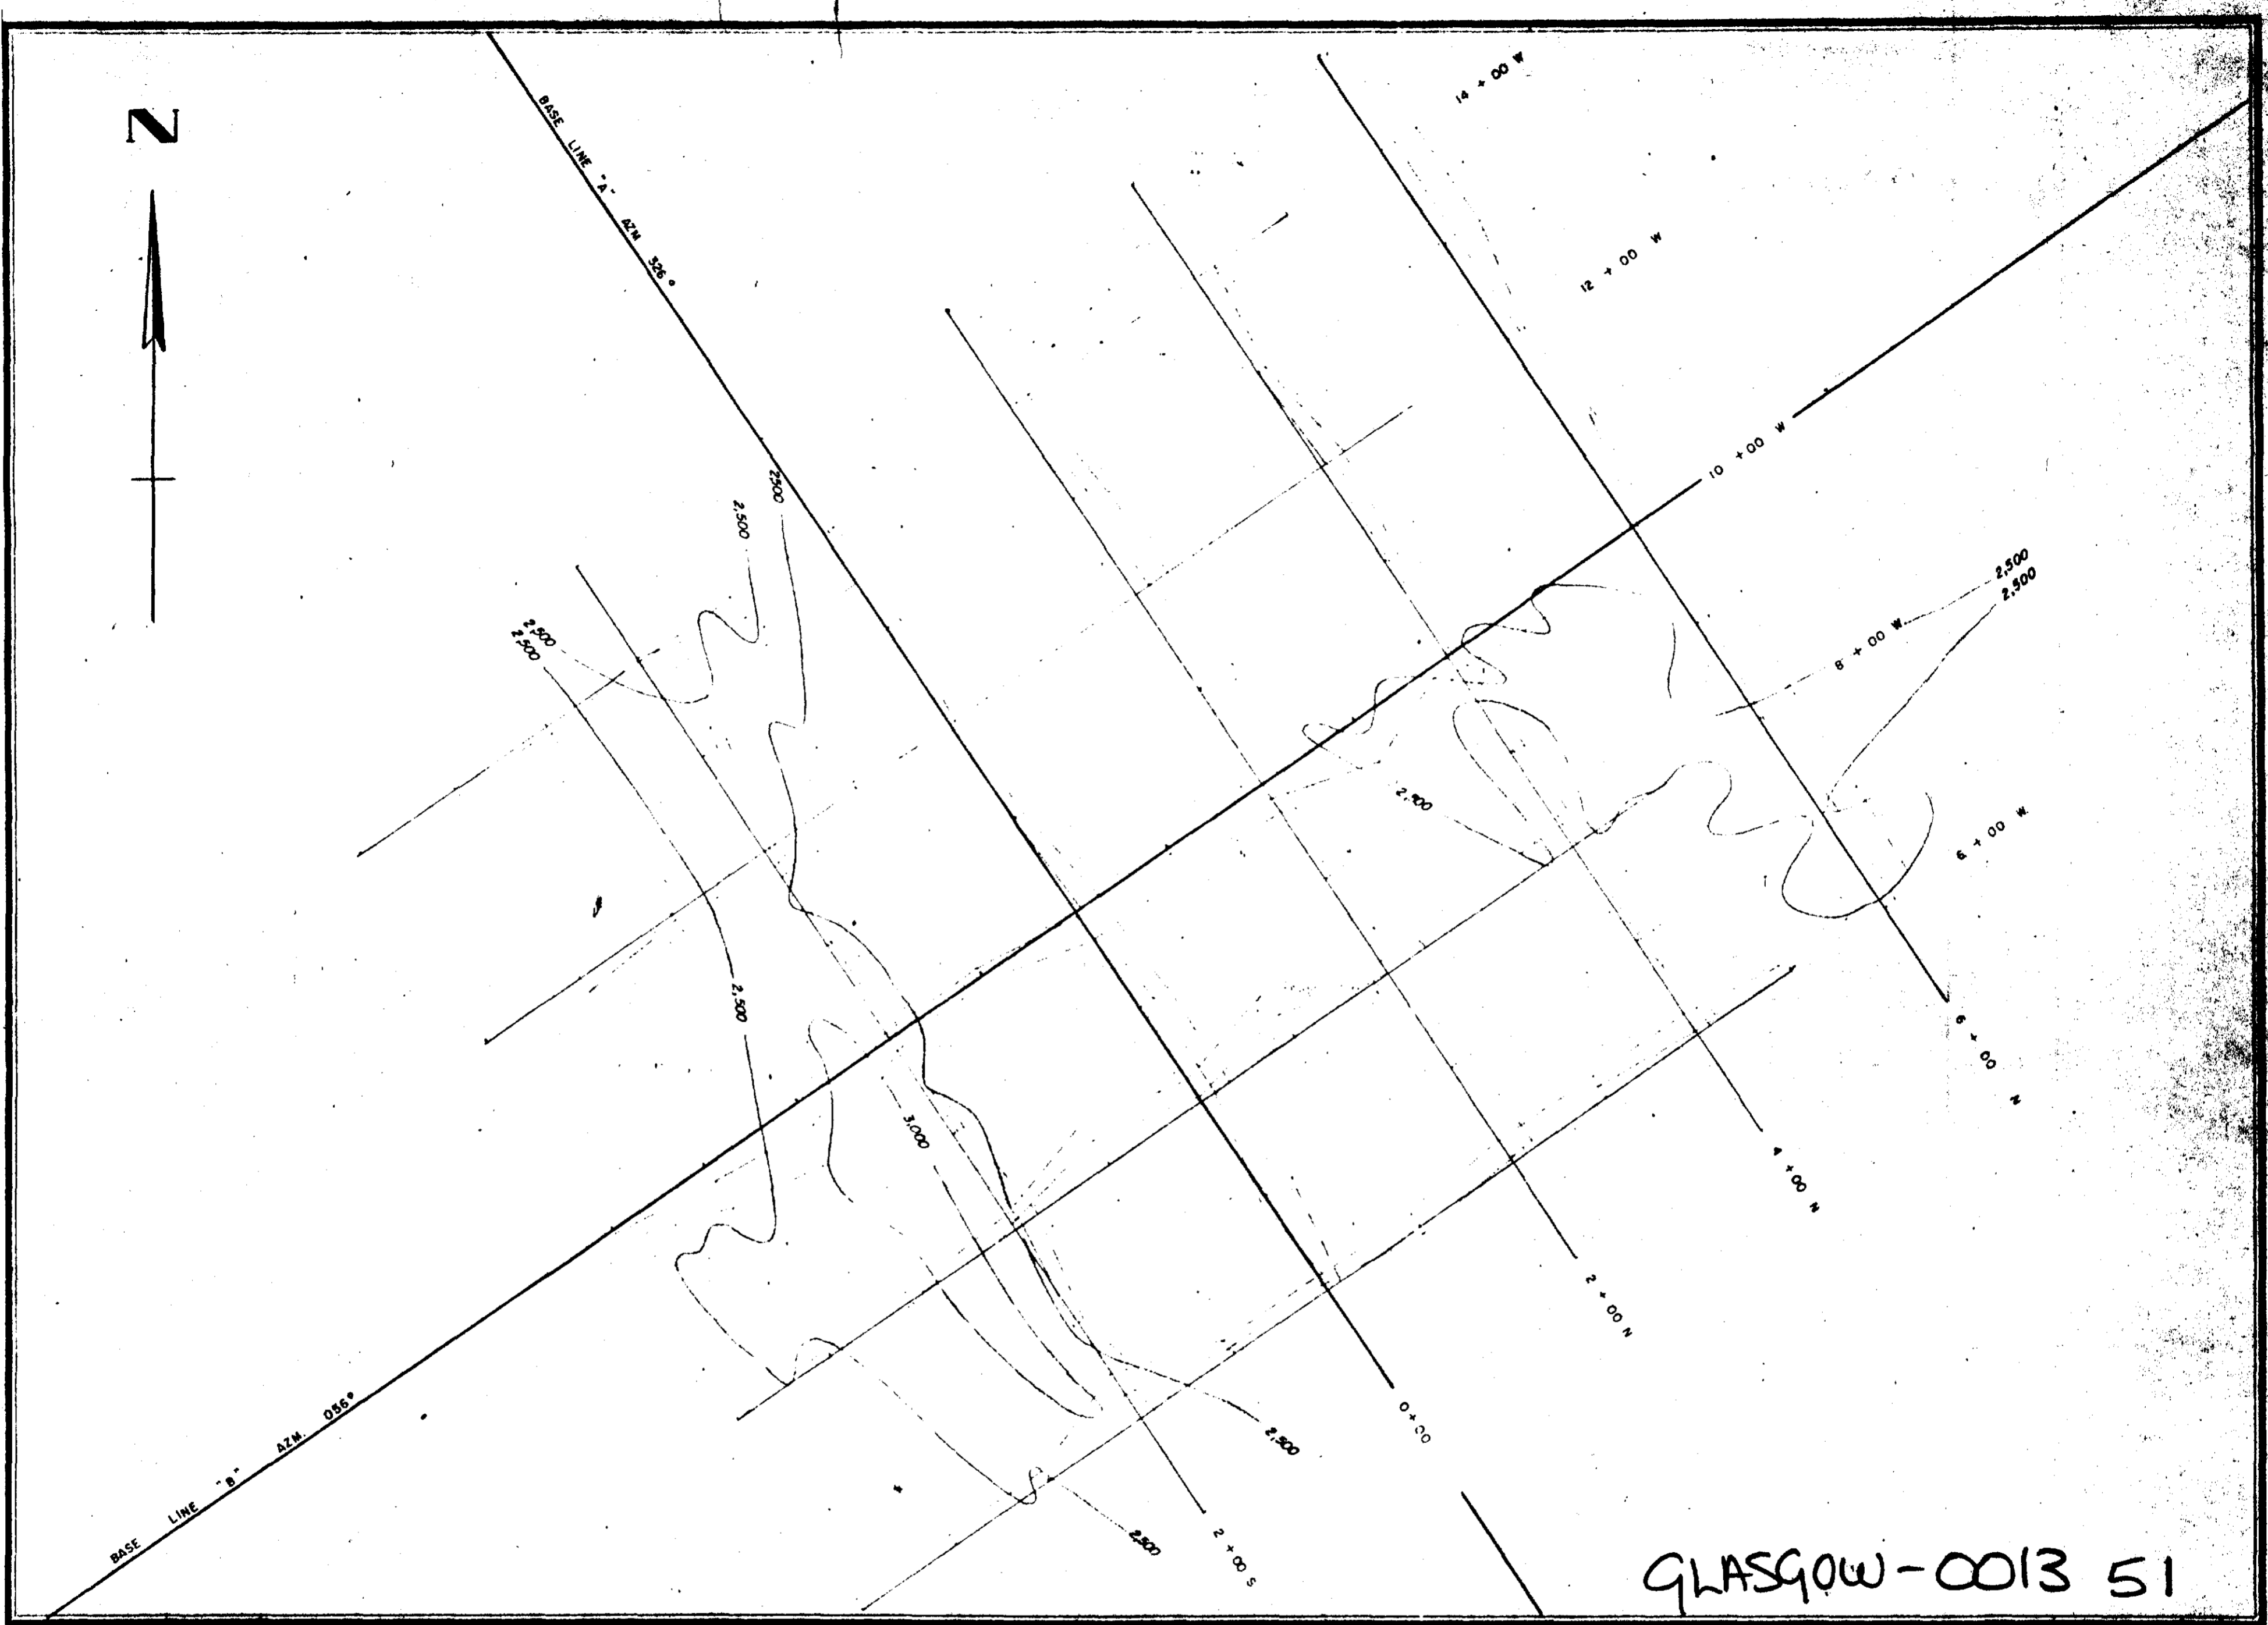 N
BASE LINE "A" AZM 326°
14 + 00 W
12 + 00 W
10 + 00 W
2,500
2,500
2,500
2,500
2,500
2,500
8 + 00 W
2,500
6 + 00 W
2,500
6 + 00 N
3,000
4 + 00 N
2 + 00 N
0 + 00
2,500
2,500
2 + 00 S
BASE LINE "B" AZM. 056°
GLASGOW-0013 51